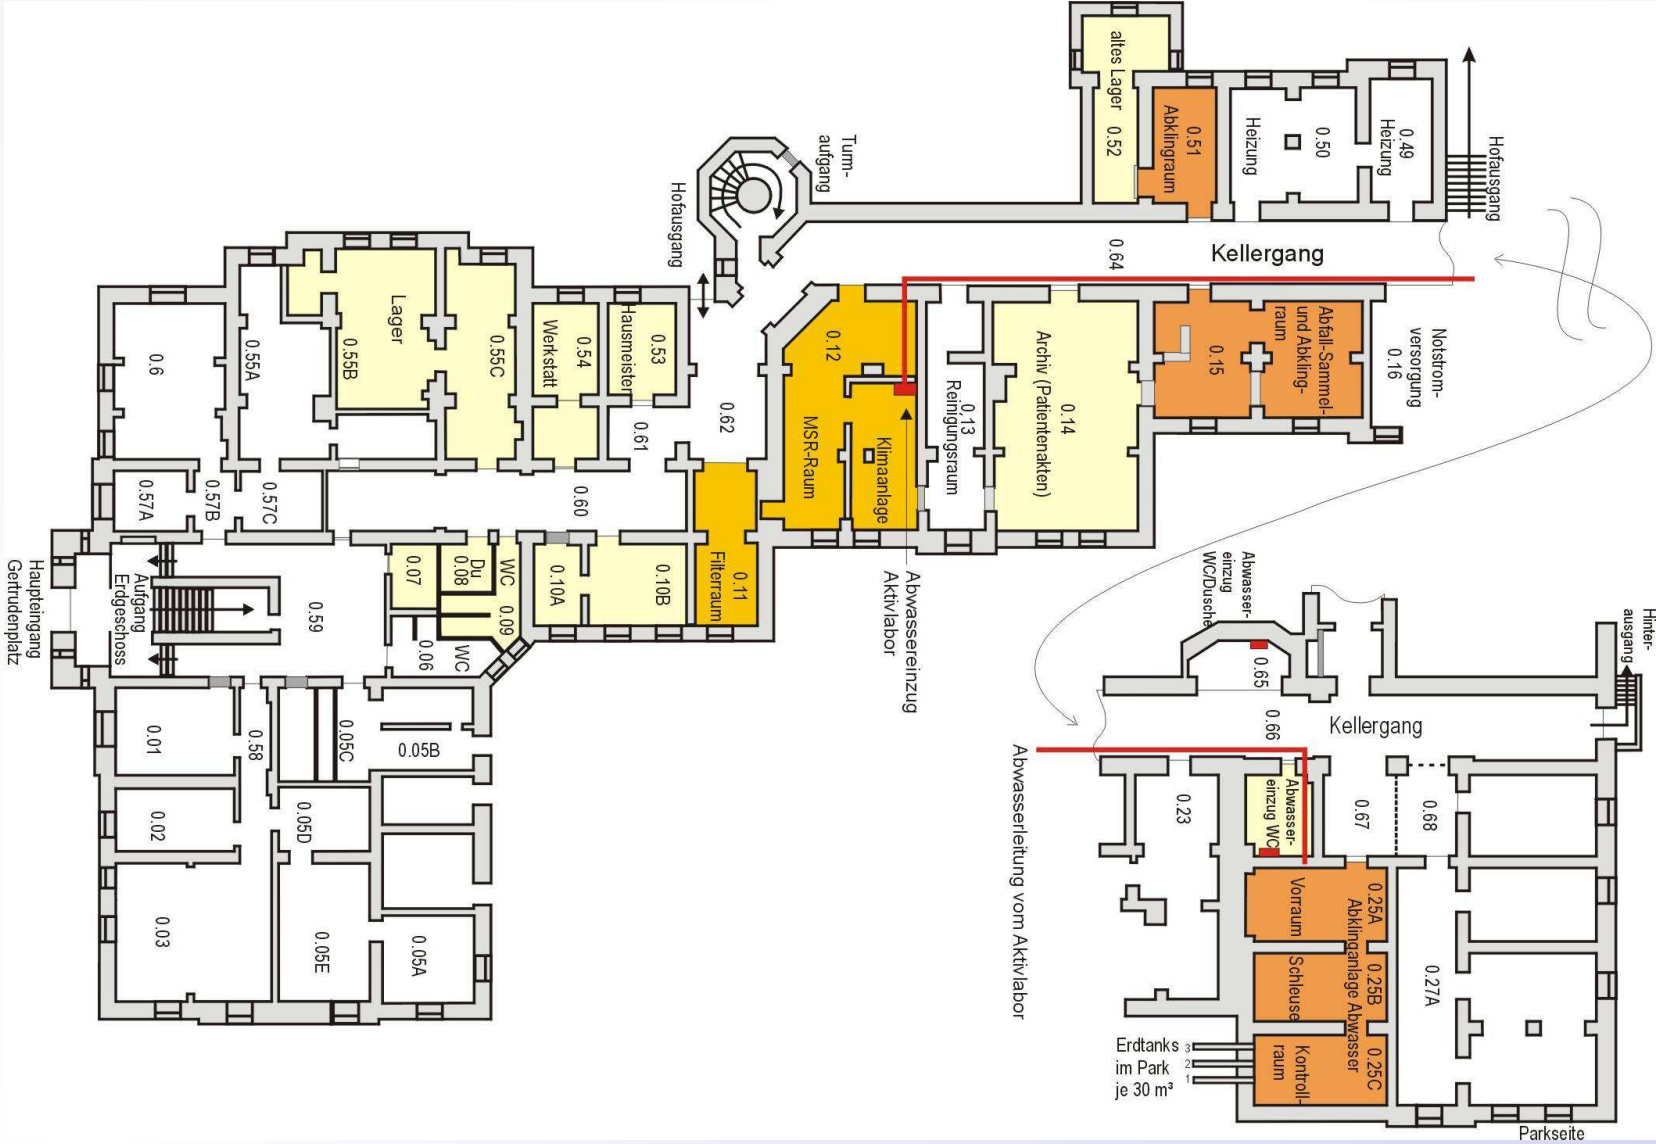 altes Lager
0.52
0.51
Abklingraum
Heizung
0.50
0.49
Heizung
Hofausgang
Turm-
aufgang
Hofausgang
0.64
Kellergang
0.6
0.55A
0.55B
Lager
0.55C
Werkstatt
0.54
Hausmeister
0.53
0.61
0.62
0.12
MSR-Raum
Klimaanlage
0.13
Reinigungsraum
Archiv (Patientenakten)
0.14
0.15
Abfall-Sammel-
und Abkling-
raum
Notstrom-
versorgung
0.16
0.57A
0.57B
0.57C
0.60
Haupteingang
Gertrudenplatz
Aufgang
Erdgeschoss
0.59
0.07
Du
0.08
WC
0.09
0.06
WC
0.10A
0.10B
0.11
Filterraum
Abwassereinzug
Aktivlabor
0.01
0.58
0.05C
0.05B
0.02
0.05D
0.03
0.05E
0.05A
Abwasser-
einzug
WC/Dusche
0.65
0.66
Kellergang
Hinter-
ausgang
Abwasserleitung vom Aktivlabor
0.23
Abwasser-
einzug WC
0.67
0.68
0.25A
Vorraum
Abklinganlage Abwasser
0.25B
Schleuse
0.25C
Kontroll-
raum
0.27A
Erdtanks
im Park
je 30 m³
3
2
1
Parkseite